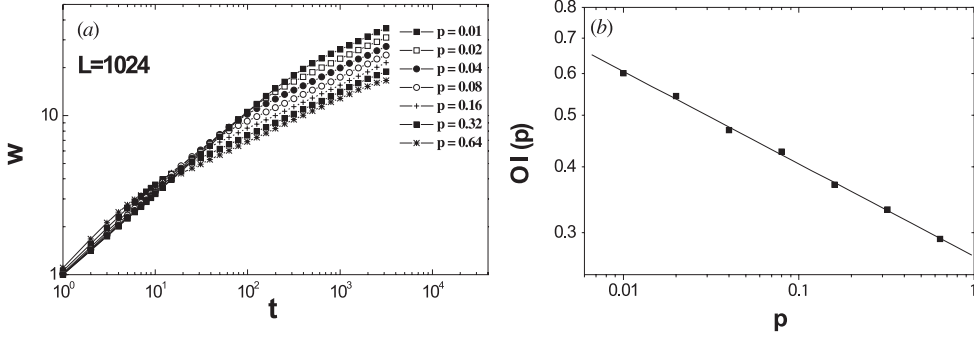 (a)
L=1024
p = 0.01
p = 0.02
p = 0.04
p = 0.08
p = 0.16
p = 0.32
p = 0.64
10
1
10⁰ 10¹ 10² 10³ 10⁴
w
t
(b)
0.8
0.7
0.6
0.5
0.4
0.3
0.01 0.1 1
O l (p)
p